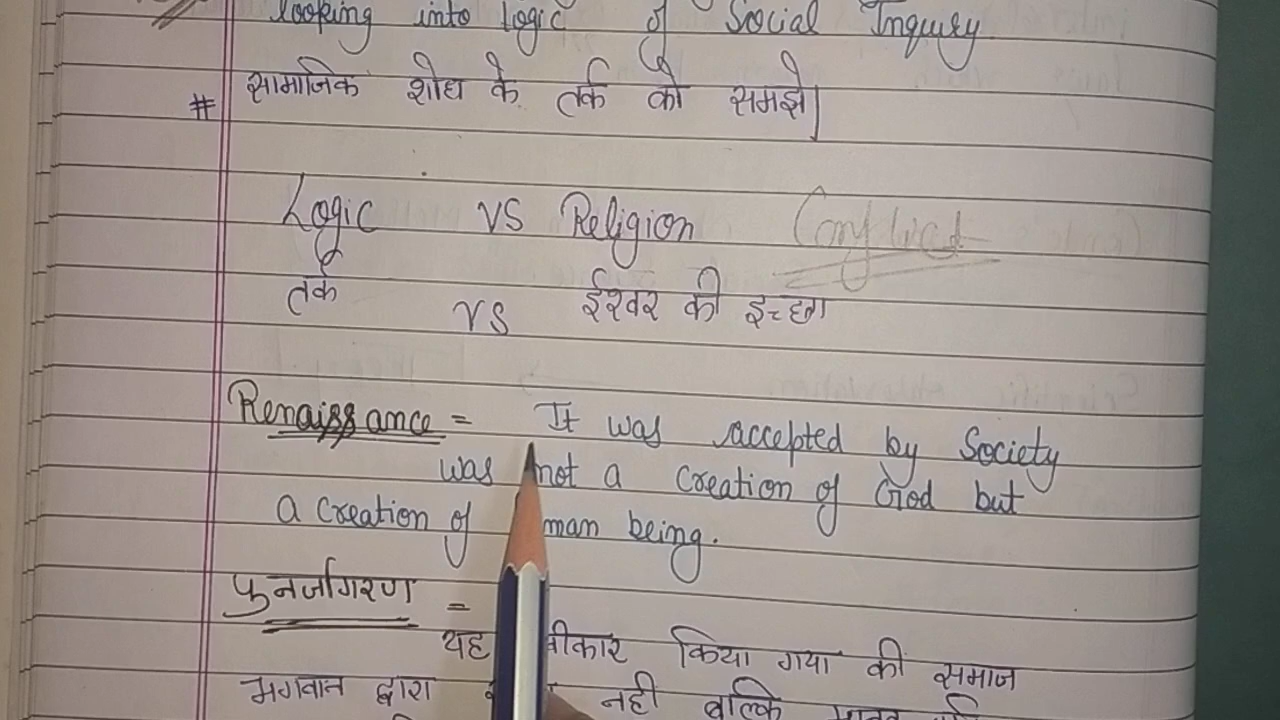 looking into logic of Social Inquiry
# सामाजिक शोध के तर्क को समझे|
Logic VS Religion Conflict
तर्क VS ईश्वर की इच्छा
Renaissance = It was accepted by Society
was not a creation of God but
a creation of man being.
पुनर्जागरण =
यह किया गया की समाज
भगवान द्वारा नही बल्कि